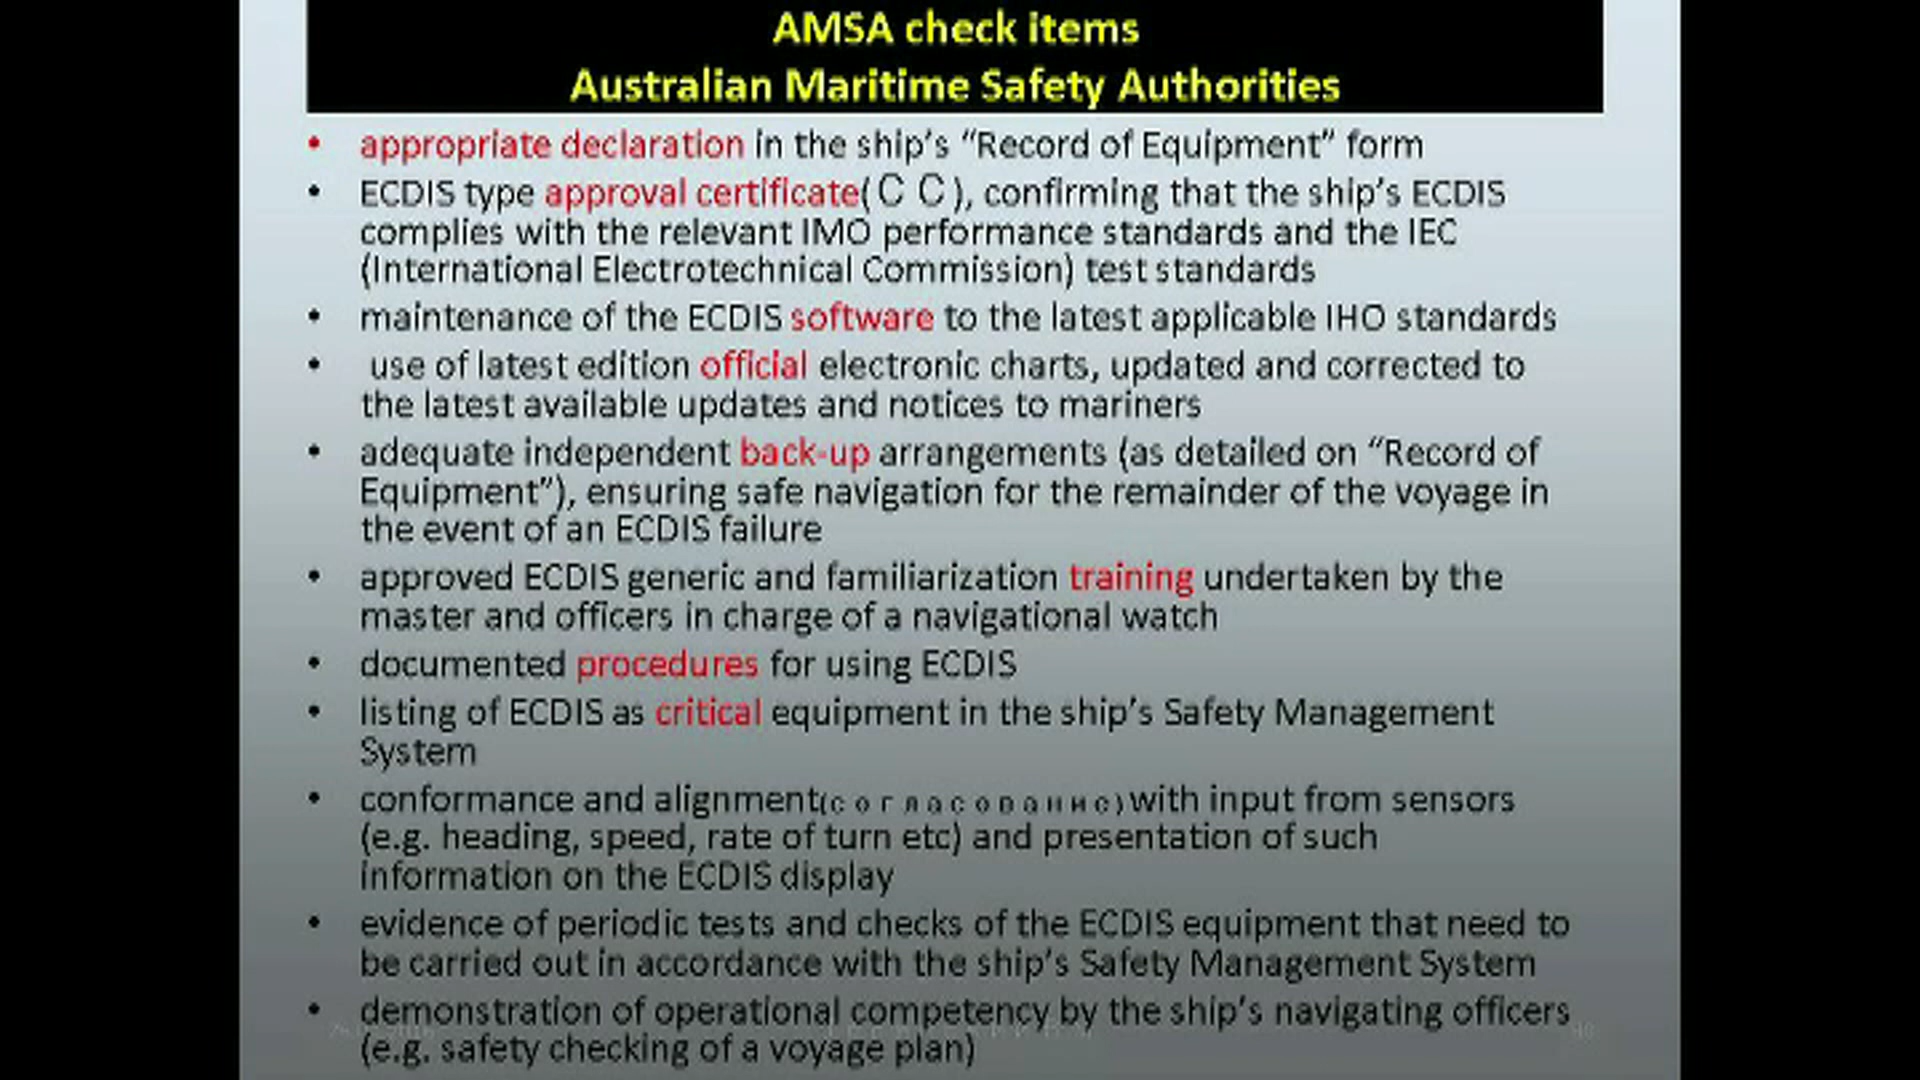 AMSA check items
Australian Maritime Safety Authorities
• appropriate declaration in the ship's “Record of Equipment” form
• ECDIS type approval certificate(СС), confirming that the ship's ECDIS
complies with the relevant IMO performance standards and the IEC
(International Electrotechnical Commission) test standards
• maintenance of the ECDIS software to the latest applicable IHO standards
• use of latest edition official electronic charts, updated and corrected to
the latest available updates and notices to mariners
• adequate independent back-up arrangements (as detailed on “Record of
Equipment”), ensuring safe navigation for the remainder of the voyage in
the event of an ECDIS failure
• approved ECDIS generic and familiarization training undertaken by the
master and officers in charge of a navigational watch
• documented procedures for using ECDIS
• listing of ECDIS as critical equipment in the ship's Safety Management
System
• conformance and alignment(согласование)with input from sensors
(e.g. heading, speed, rate of turn etc) and presentation of such
information on the ECDIS display
• evidence of periodic tests and checks of the ECDIS equipment that need to
be carried out in accordance with the ship's Safety Management System
• demonstration of operational competency by the ship's navigating officers
(e.g. safety checking of a voyage plan)